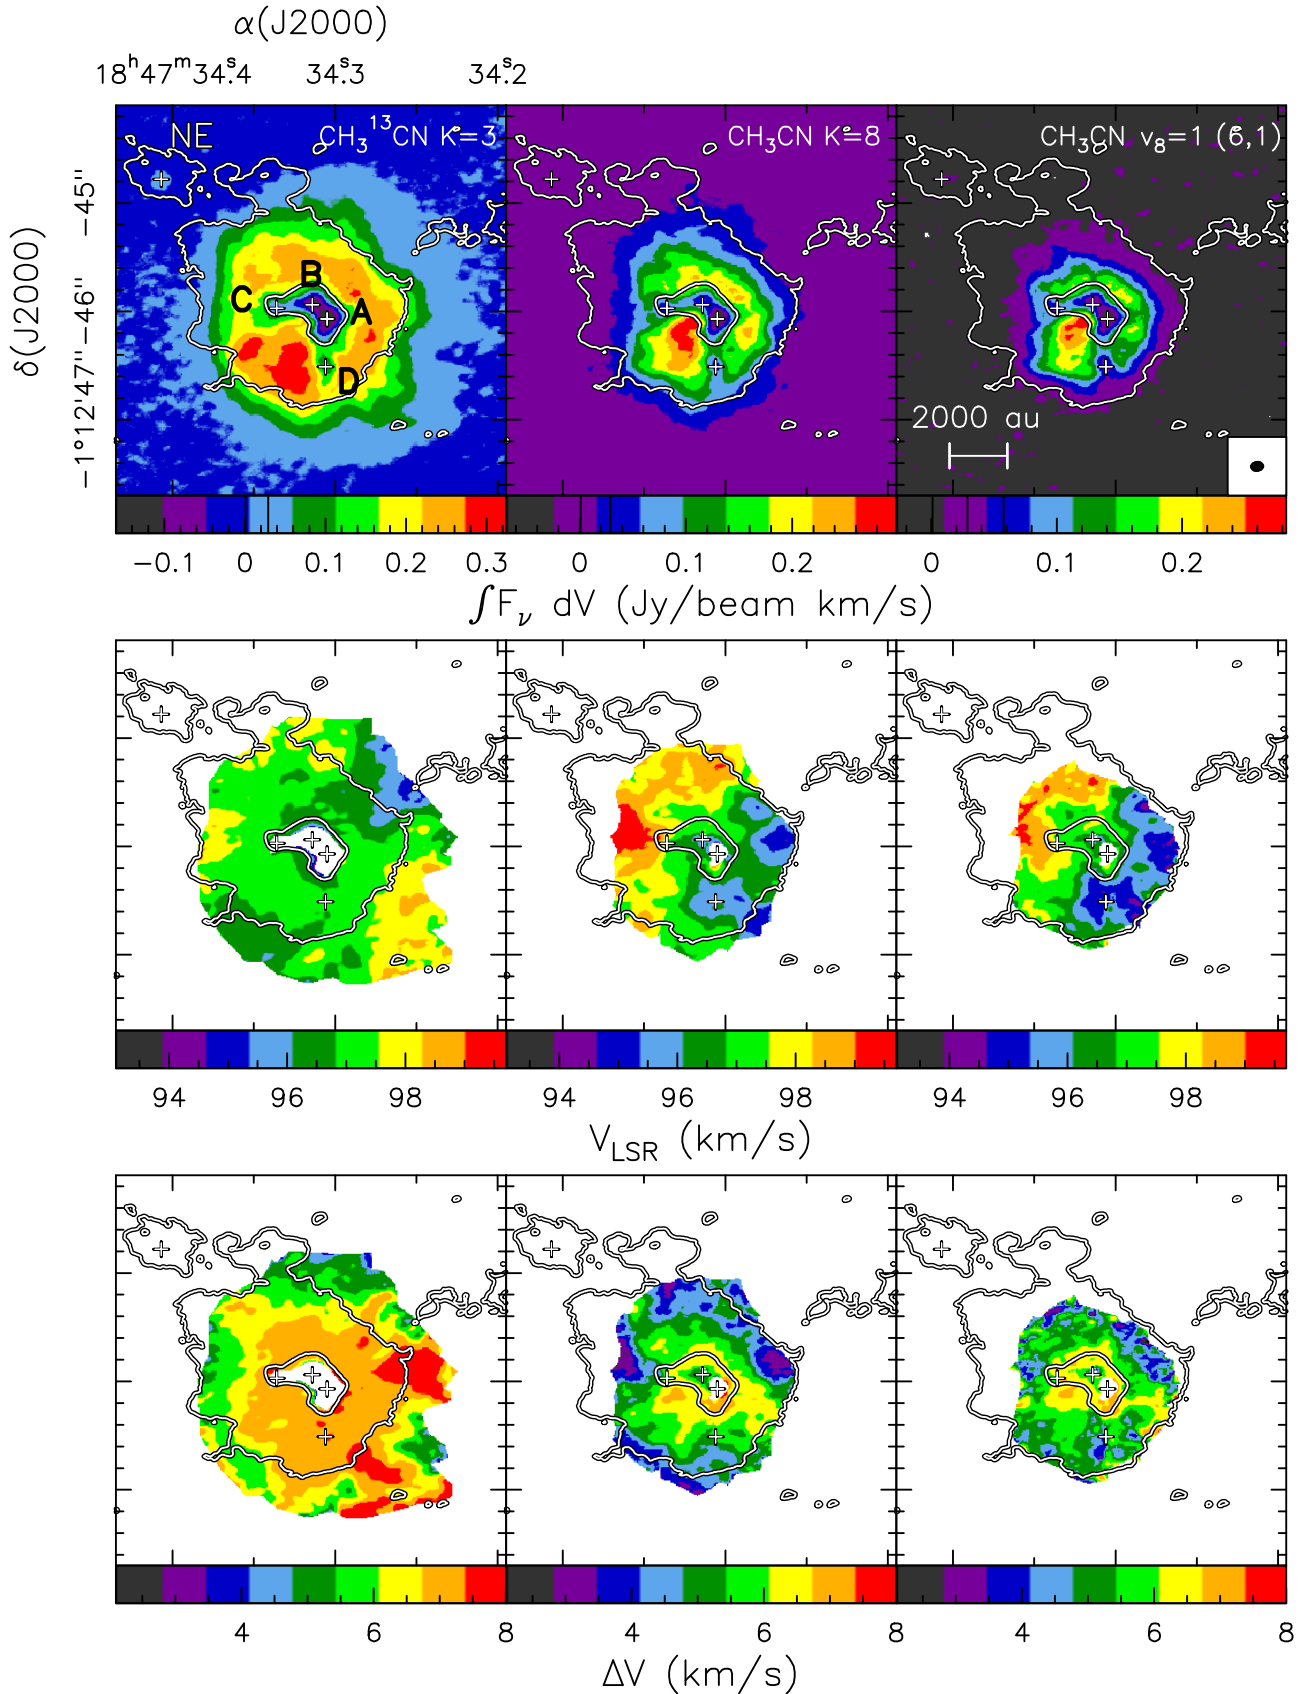 α(J2000)
18ʰ47ᵐ34ˢ.4 34ˢ.3 34ˢ.2
δ(J2000)
−45"
−46"
−1°12'47"
NE
CH₃¹³CN K=3
B
C
A
D
CH₃CN K=8
CH₃CN v₈=1 (6,1)
2000 au
−0.1 0 0.1 0.2 0.3
0 0.1 0.2
0 0.1 0.2
∫Fν dV (Jy/beam km/s)
94 96 98
94 96 98
94 96 98
V_LSR (km/s)
4 6 8
4 6 8
4 6 8
ΔV (km/s)